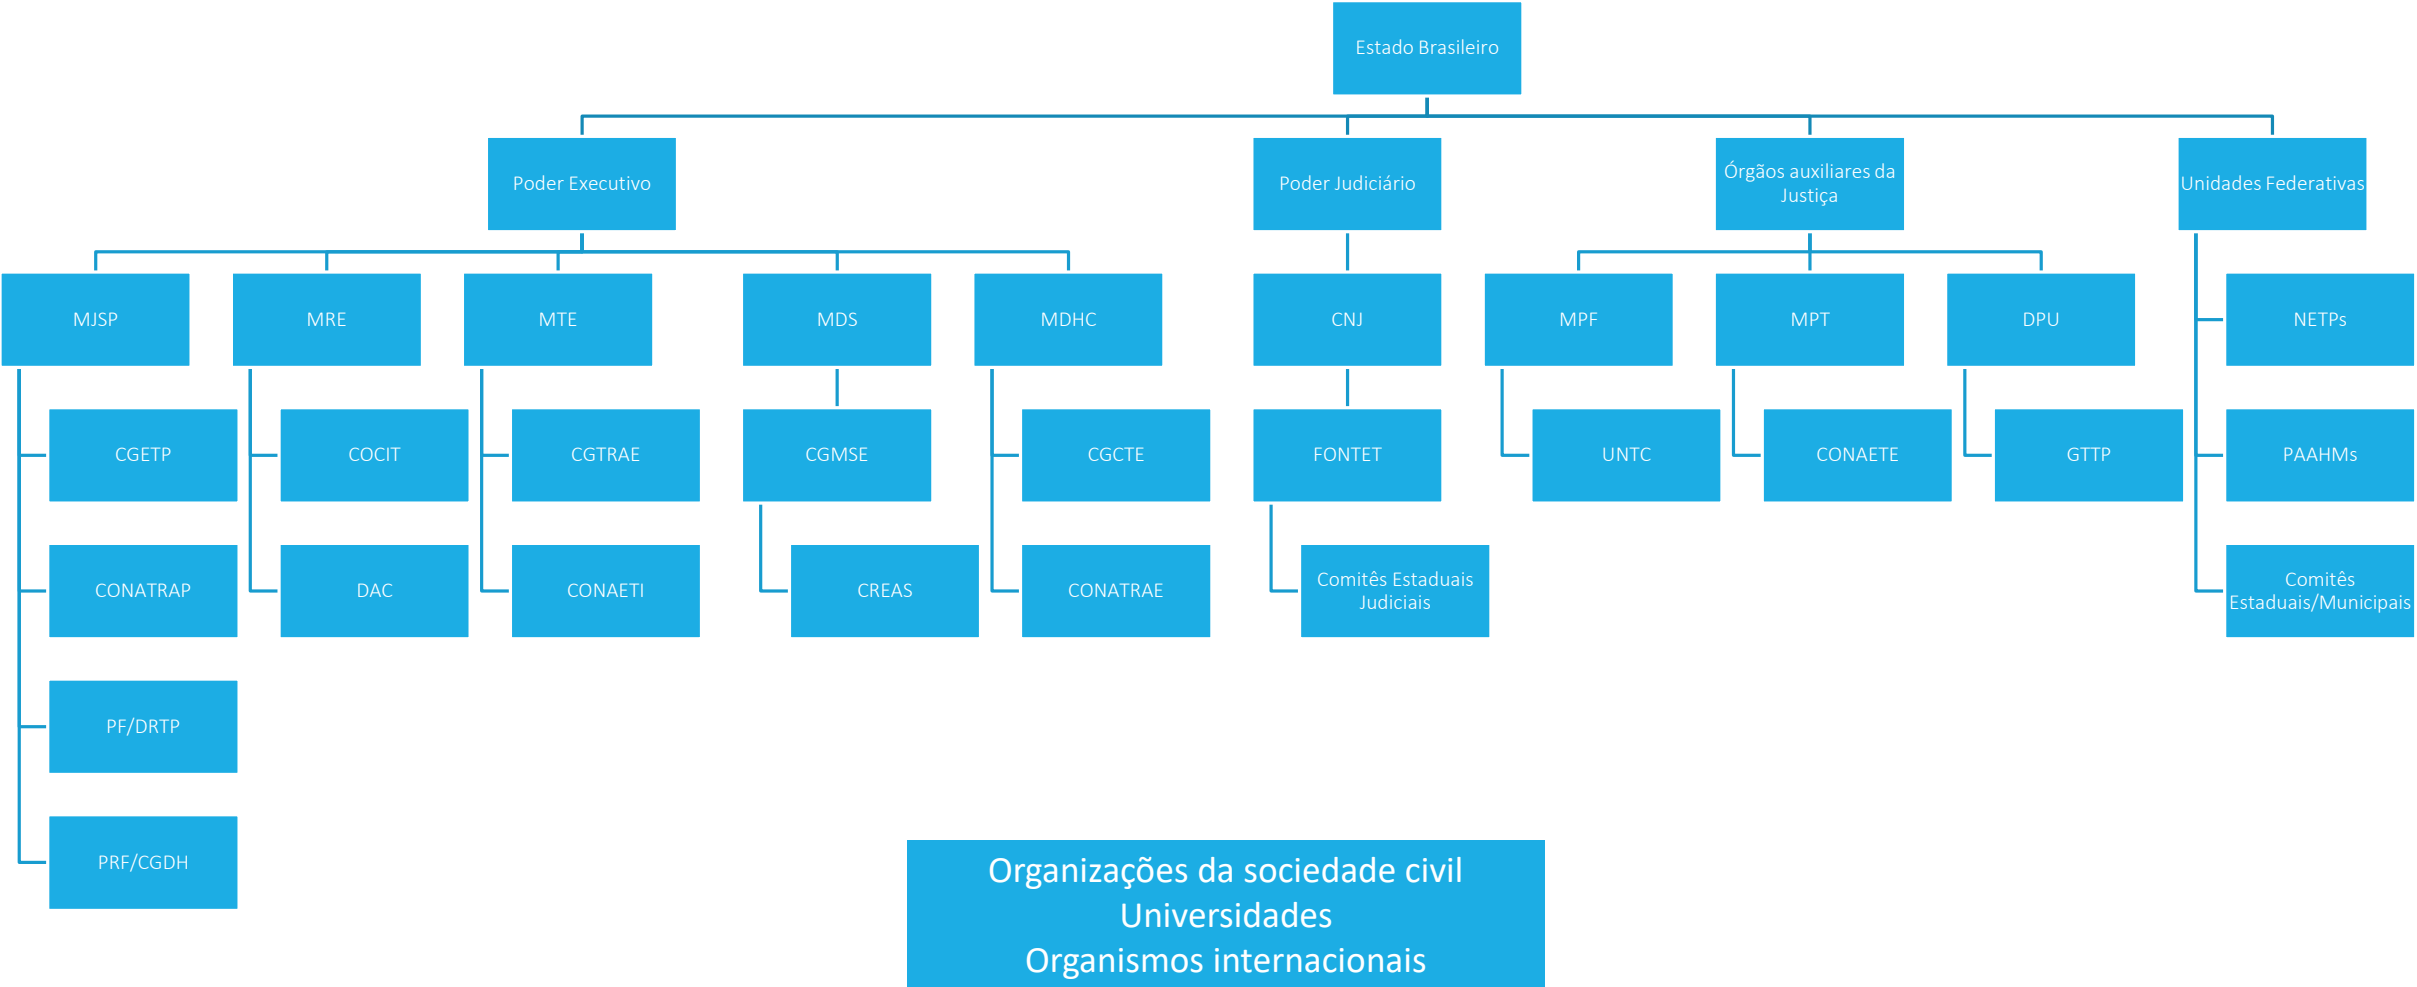 Estado Brasileiro
Poder Executivo
Poder Judiciário
Órgãos auxiliares da
Justiça
Unidades Federativas
MJSP
MRE
MTE
MDS
MDHC
CNJ
MPF
MPT
DPU
NETPs
CGETP
COCIT
CGTRAE
CGMSE
CGCTE
FONTET
UNTC
CONAETE
GTTP
PAAHMs
CONATRAP
DAC
CONAETI
CREAS
CONATRAE
Comitês Estaduais
Judiciais
Comitês
Estaduais/Municipais
PF/DRTP
PRF/CGDH
Organizações da sociedade civil
Universidades
Organismos internacionais